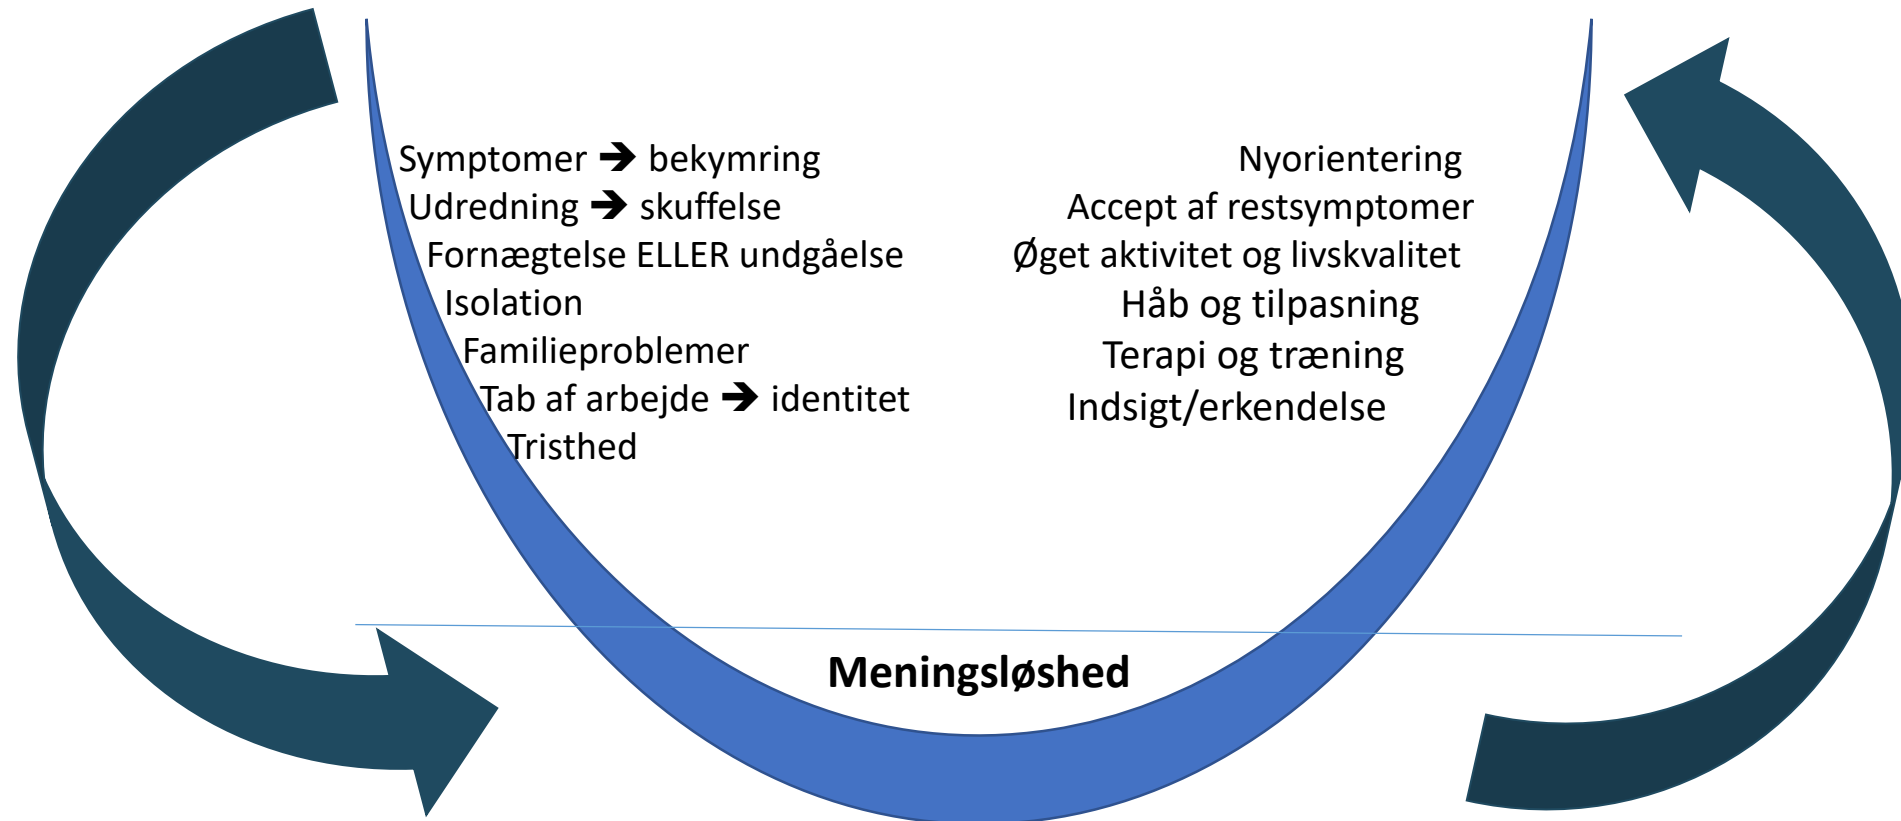 Symptomer ➔ bekymring
Udredning ➔ skuffelse
Fornægtelse ELLER undgåelse
Isolation
Familieproblemer
Tab af arbejde ➔ identitet
Tristhed
Nyorientering
Accept af restsymptomer
Øget aktivitet og livskvalitet
Håb og tilpasning
Terapi og træning
Indsigt/erkendelse
Meningsløshed